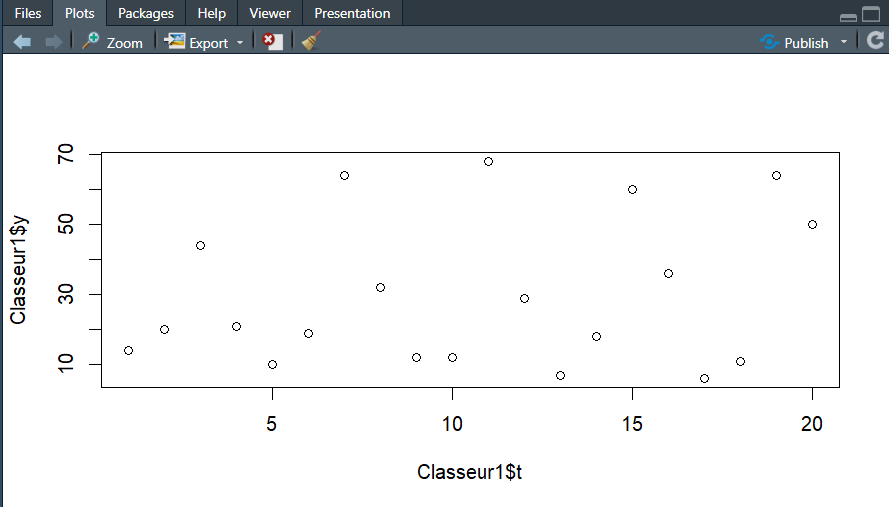 Files Plots Packages Help Viewer Presentation
Zoom Export Publish
70
50
30
10
Classeur1$y
5 10 15 20
Classeur1$t